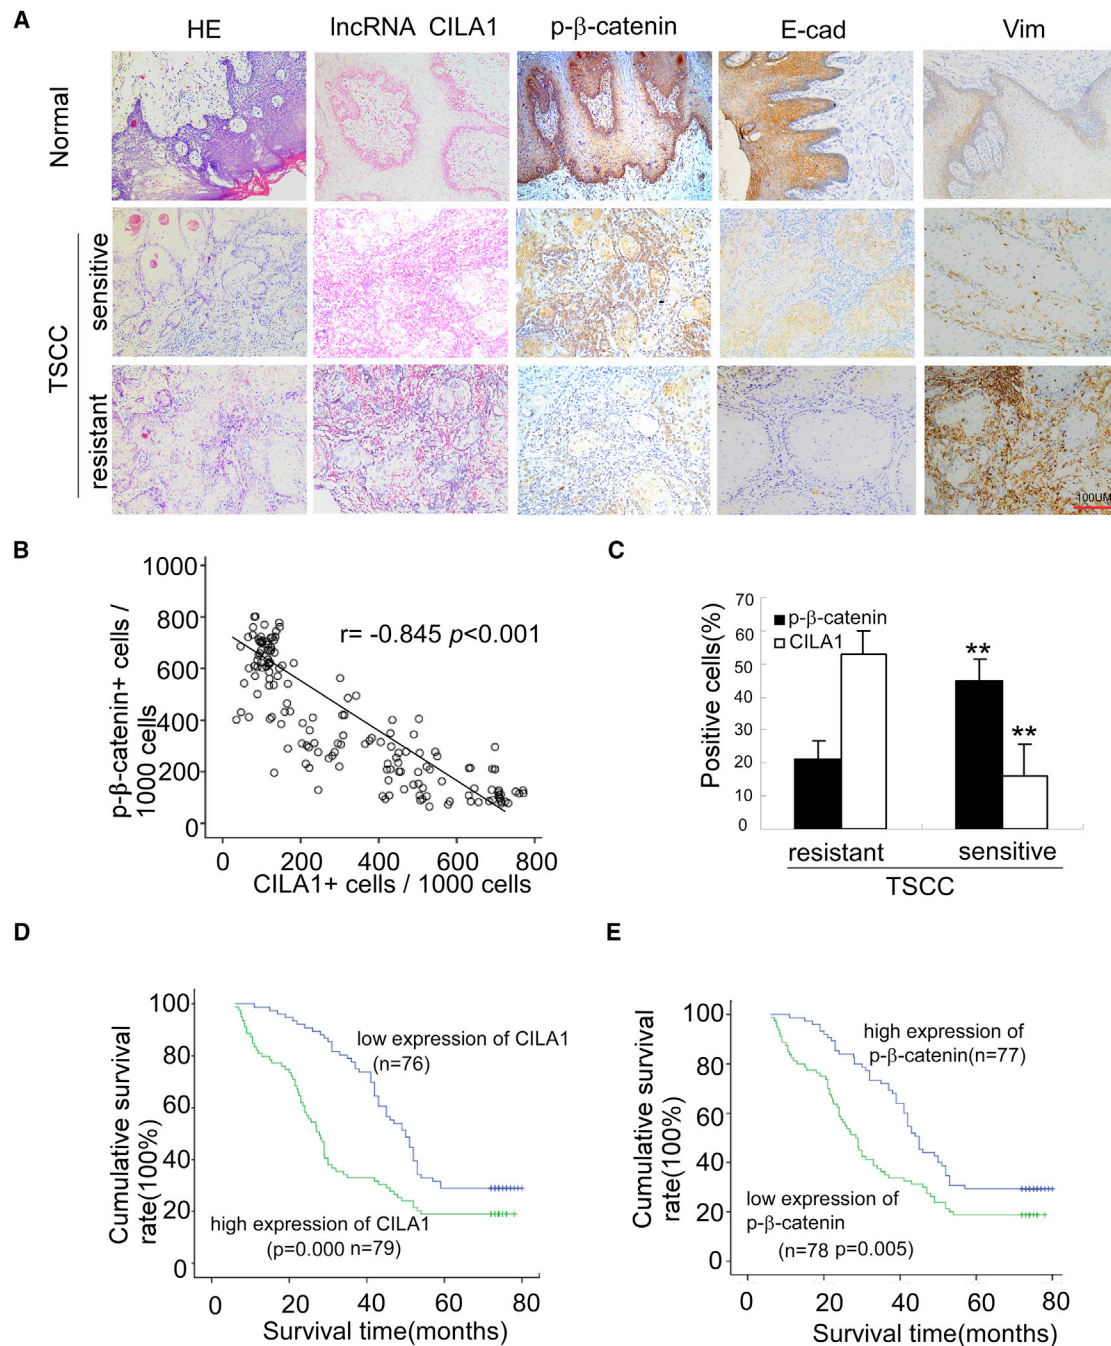 A
HE
lncRNA CILA1
p-β-catenin
E-cad
Vim
Normal
TSCC
sensitive
resistant
100UM
B
1000
800
600
400
200
0
p-β-catenin+ cells /
1000 cells
r= -0.845 p<0.001
0 200 400 600 800
CILA1+ cells / 1000 cells
C
70
60
50
40
30
20
10
0
Positive cells(%)
p-β-catenin
CILA1
**
**
resistant sensitive
TSCC
D
100
80
60
40
20
0
Cumulative survival
rate(100%)
low expression of CILA1
(n=76)
high expression of CILA1
(p=0.000 n=79)
0 20 40 60 80
Survival time(months)
E
100
80
60
40
20
0
Cumulative survival
rate(100%)
high expression of
p-β-catenin(n=77)
low expression of
p-β-catenin
(n=78 p=0.005)
0 20 40 60 80
Survival time(months)